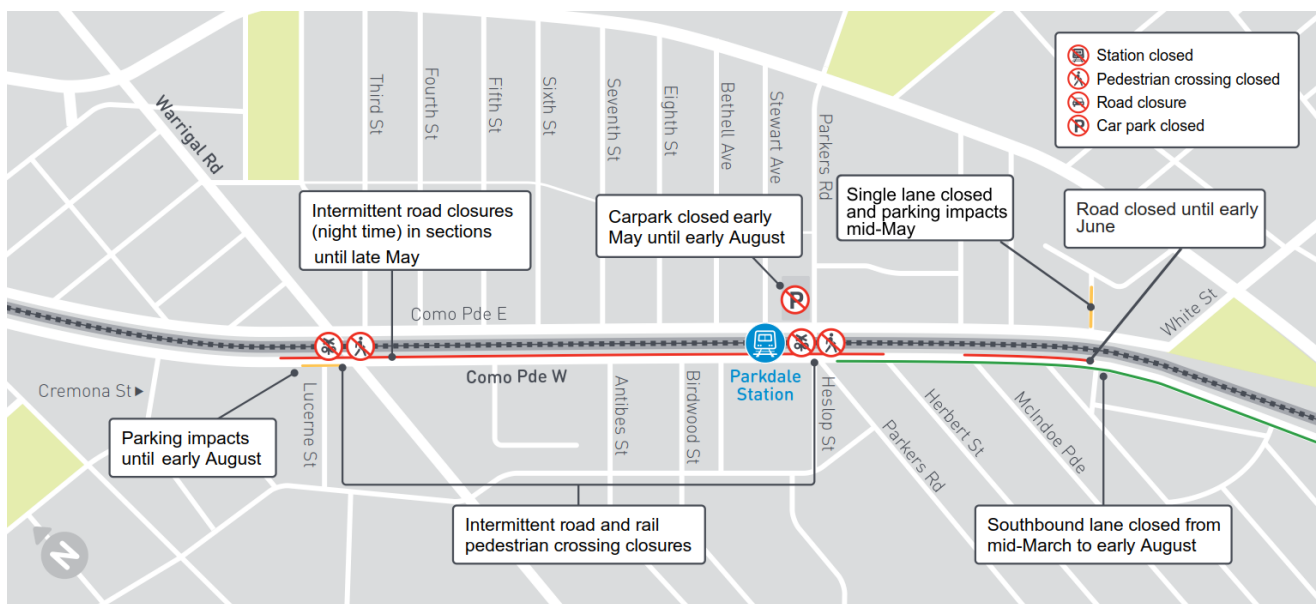 Station closed
Pedestrian crossing closed
Road closure
P Car park closed
Warrigal Rd
Third St
Fourth St
Fifth St
Sixth St
Seventh St
Eighth St
Bethell Ave
Stewart Ave
Parkers Rd
Intermittent road closures
(night time) in sections
until late May
Carpark closed early
May until early August
Single lane closed
and parking impacts
mid-May
Road closed until early
June
P
Como Pde E
White St
Cremona St
Lucerne St
Como Pde W
Antibes St
Birdwood St
Parkdale
Station
Heslop St
Parkers Rd
Herbert St
McIndoe Pde
Parking impacts
until early August
Intermittent road and rail
pedestrian crossing closures
Southbound lane closed from
mid-March to early August
N